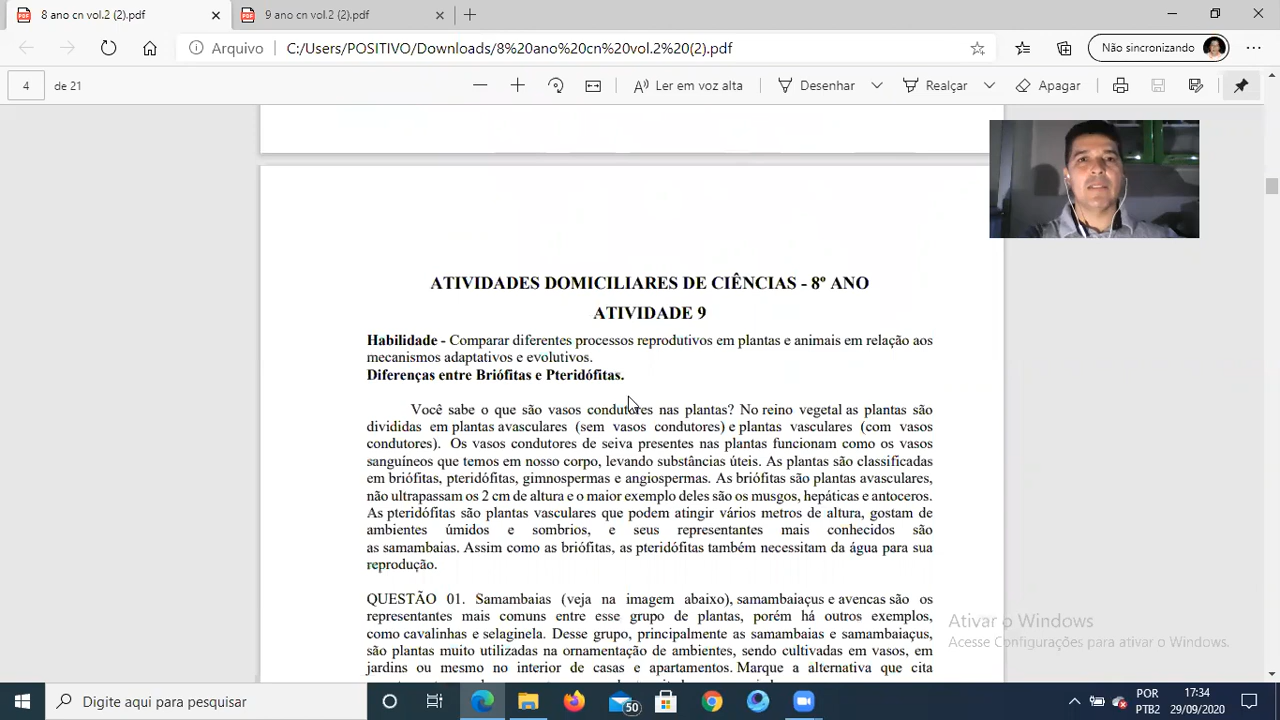 8 ano cn vol.2 (2).pdf
9 ano cn vol.2 (2).pdf
Arquivo
C:/Users/POSITIVO/Downloads/8%20ano%20cn%20vol.2%20(2).pdf
Não sincronizando
4
de 21
Ler em voz alta
Desenhar
Realçar
Apagar
ATIVIDADES DOMICILIARES DE CIÊNCIAS - 8º ANO
ATIVIDADE 9
Habilidade - Comparar diferentes processos reprodutivos em plantas e animais em relação aos
mecanismos adaptativos e evolutivos.
Diferenças entre Briófitas e Pteridófitas.
Você sabe o que são vasos condutores nas plantas? No reino vegetal as plantas são
divididas em plantas avasculares (sem vasos condutores) e plantas vasculares (com vasos
condutores). Os vasos condutores de seiva presentes nas plantas funcionam como os vasos
sanguíneos que temos em nosso corpo, levando substâncias úteis. As plantas são classificadas
em briófitas, pteridófitas, gimnospermas e angiospermas. As briófitas são plantas avasculares,
não ultrapassam os 2 cm de altura e o maior exemplo deles são os musgos, hepáticas e antoceros.
As pteridófitas são plantas vasculares que podem atingir vários metros de altura, gostam de
ambientes úmidos e sombrios, e seus representantes mais conhecidos são
as samambaias. Assim como as briófitas, as pteridófitas também necessitam da água para sua
reprodução.
QUESTÃO 01. Samambaias (veja na imagem abaixo), samambaiaçus e avencas são os
representantes mais comuns entre esse grupo de plantas, porém há outros exemplos,
como cavalinhas e selaginela. Desse grupo, principalmente as samambaias e samambaiaçus,
são plantas muito utilizadas na ornamentação de ambientes, sendo cultivadas em vasos, em
jardins ou mesmo no interior de casas e apartamentos. Marque a alternativa que cita
Ativar o Windows
Acesse Configurações para ativar o Windows.
Digite aqui para pesquisar
50
POR
PTB2
17:34
29/09/2020